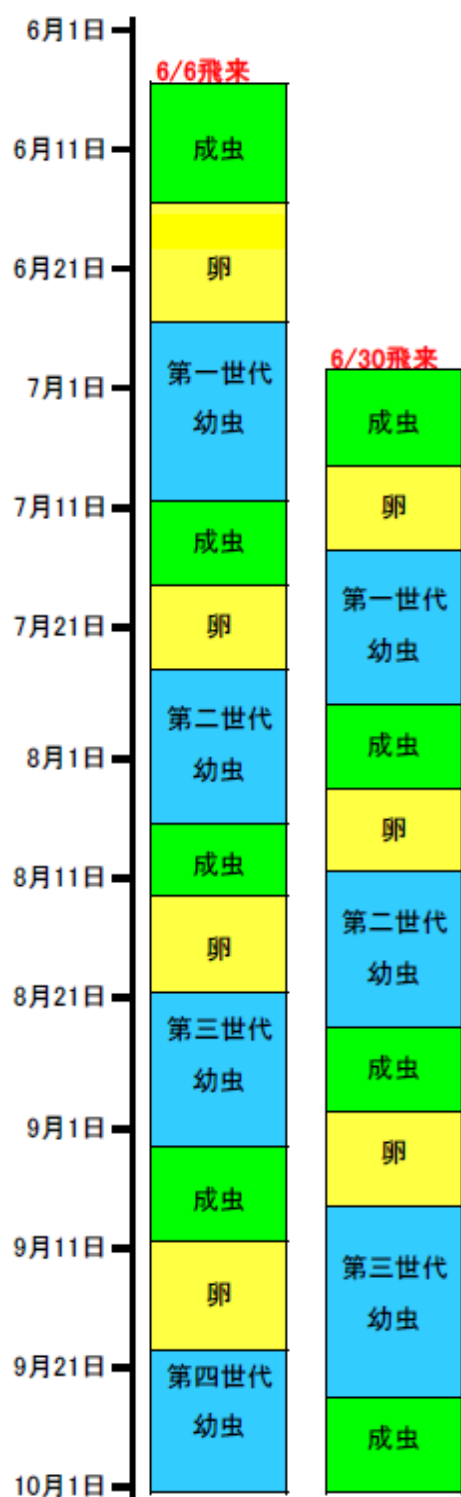 6月1日
6月11日
6月21日
7月1日
7月11日
7月21日
8月1日
8月11日
8月21日
9月1日
9月11日
9月21日
10月1日
6/6飛来
成虫
卵
第一世代
幼虫
成虫
卵
第二世代
幼虫
成虫
卵
第三世代
幼虫
成虫
卵
第四世代
幼虫
6/30飛来
成虫
卵
第一世代
幼虫
成虫
卵
第二世代
幼虫
成虫
卵
第三世代
幼虫
成虫